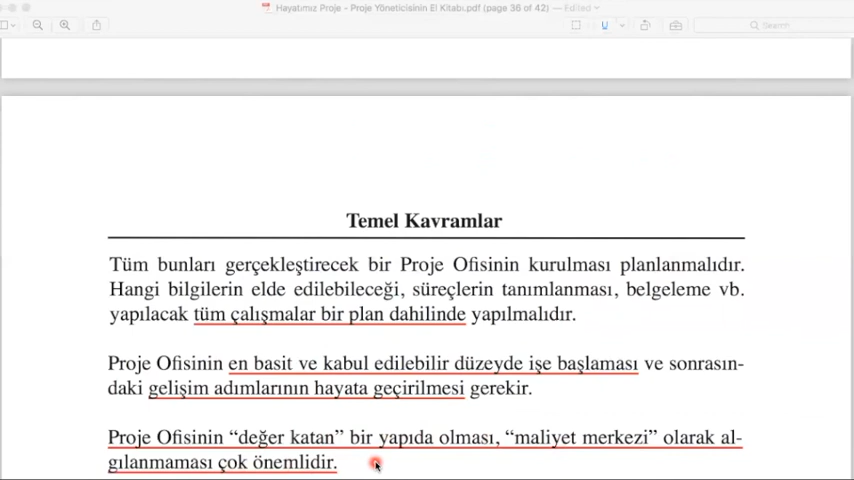 Hayatımız Proje - Proje Yöneticisinin El Kitabı.pdf (page 36 of 42) — Edited
Search
Temel Kavramlar
Tüm bunları gerçekleştirecek bir Proje Ofisinin kurulması planlanmalıdır.
Hangi bilgilerin elde edilebileceği, süreçlerin tanımlanması, belgeleme vb.
yapılacak tüm çalışmalar bir plan dahilinde yapılmalıdır.
Proje Ofisinin en basit ve kabul edilebilir düzeyde işe başlaması ve sonrasın-
daki gelişim adımlarının hayata geçirilmesi gerekir.
Proje Ofisinin “değer katan” bir yapıda olması, “maliyet merkezi” olarak al-
gılanmaması çok önemlidir.